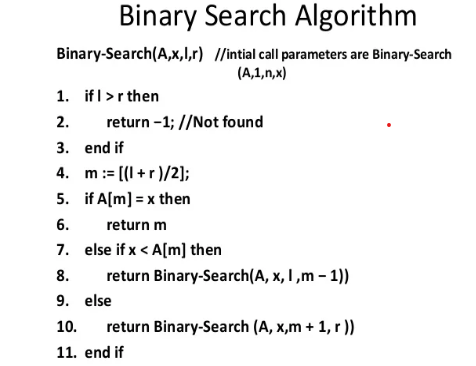 Binary Search Algorithm
Binary-Search(A,x,l,r) //intial call parameters are Binary-Search
(A,1,n,x)
1. if l > r then
2. return −1; //Not found
3. end if
4. m := [(l + r )/2];
5. if A[m] = x then
6. return m
7. else if x < A[m] then
8. return Binary-Search(A, x, l ,m − 1))
9. else
10. return Binary-Search (A, x,m + 1, r ))
11. end if